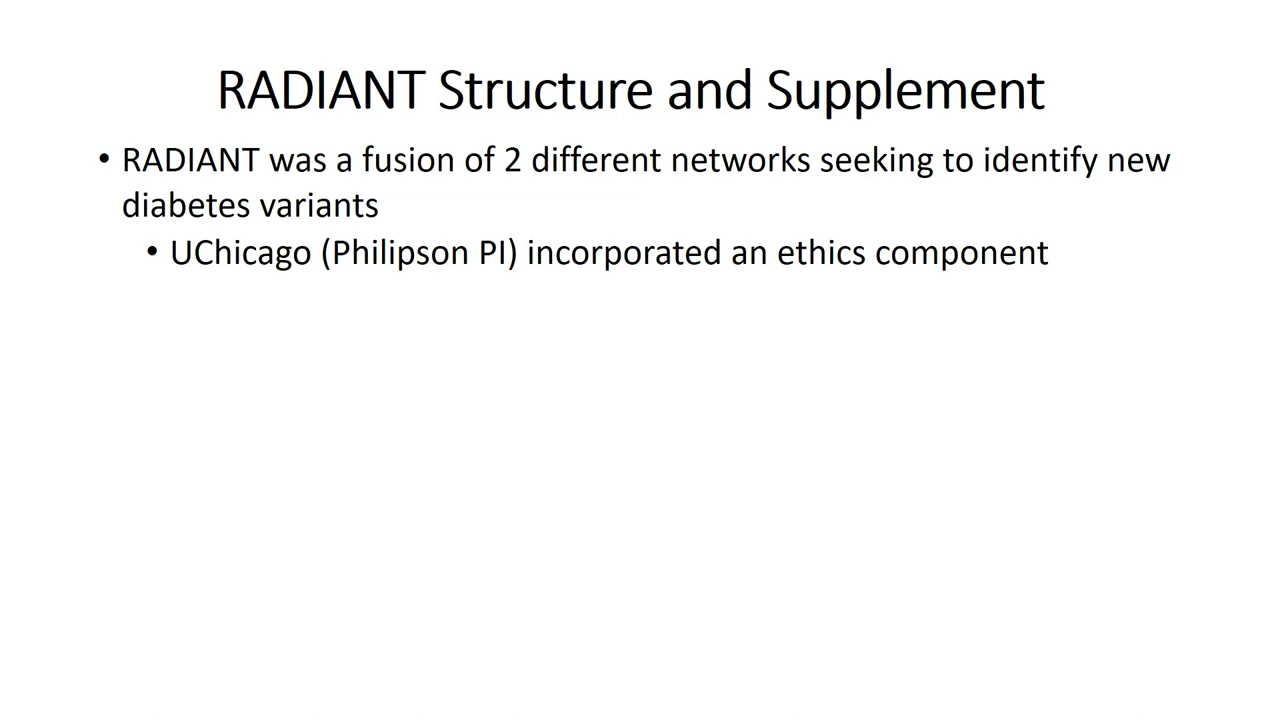 RADIANT Structure and Supplement
• RADIANT was a fusion of 2 different networks seeking to identify new
diabetes variants
• UChicago (Philipson PI) incorporated an ethics component